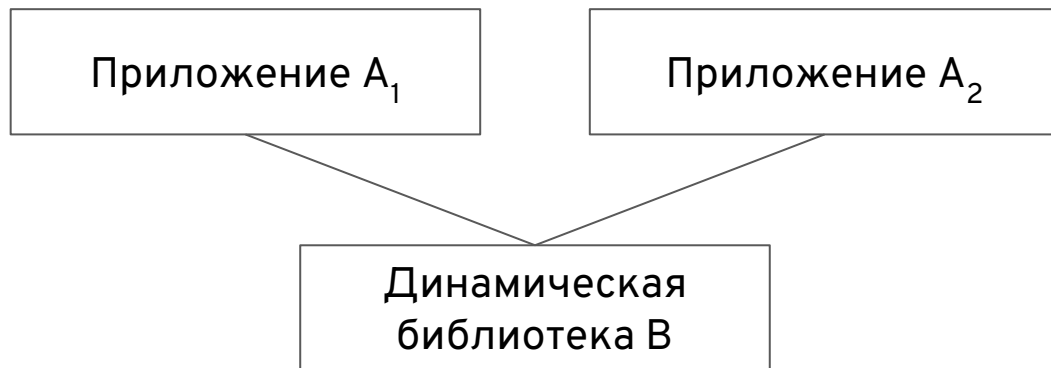 Приложение A₁
Приложение A₂
Динамическая
библиотека B